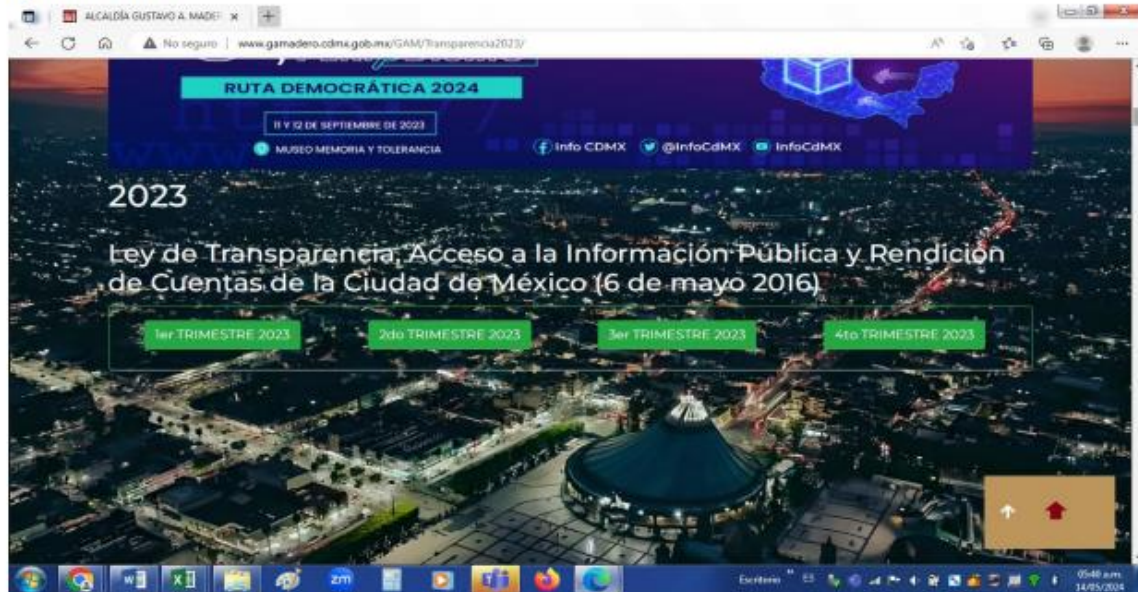 ALCALDÍA GUSTAVO A. MADE
No seguro
www.gamadero.cdmx.gob.mx/GAM/Transparencia2023/
RUTA DEMOCRÁTICA 2024
11 Y 12 DE SEPTIEMBRE DE 2023
MUSEO MEMORIA Y TOLERANCIA
Info CDMX @InfoCdMX InfoCdMX
2023
Ley de Transparencia, Acceso a la Información Pública y Rendición
de Cuentas de la Ciudad de México (6 de mayo 2016)
1er TRIMESTRE 2023 2do TRIMESTRE 2023 3er TRIMESTRE 2023 4to TRIMESTRE 2023
zm
Escritorio
05:40 a.m.
14/05/2024